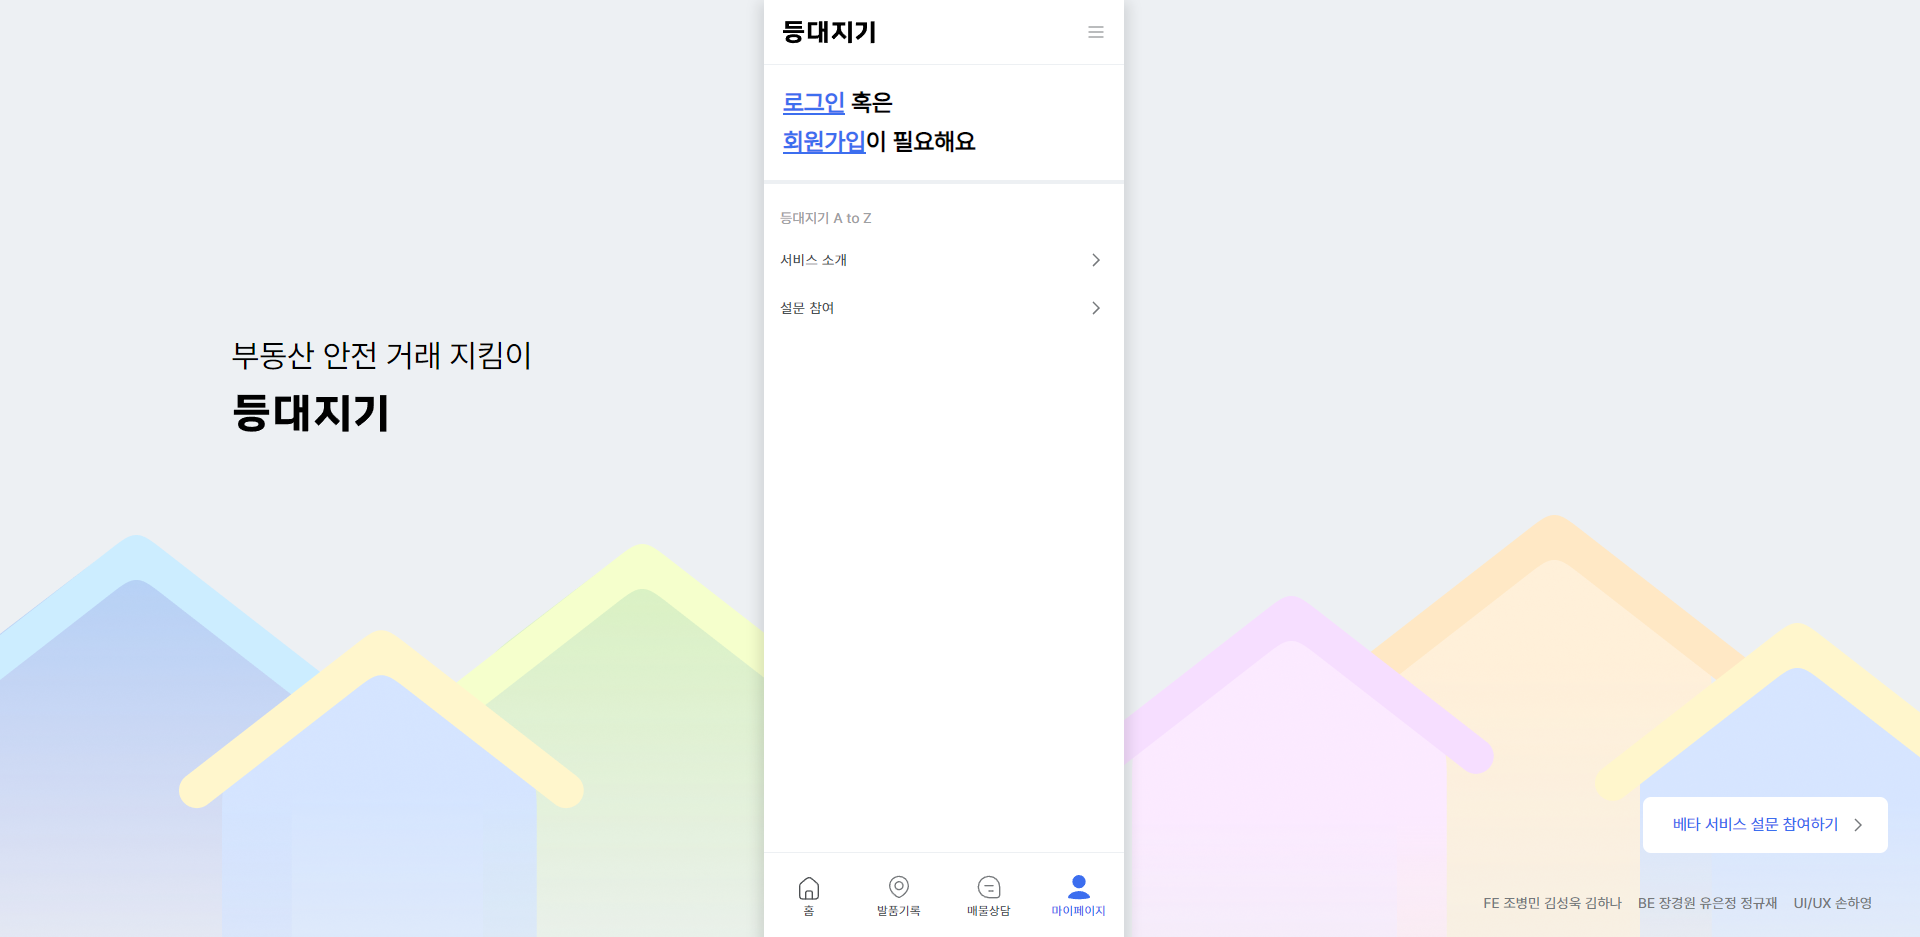 등대지기
로그인 혹은
회원가입이 필요해요
등대지기 A to Z
서비스 소개
설문 참여
부동산 안전 거래 지킴이
등대지기
베타 서비스 설문 참여하기
홈
발품기록
매물상담
마이페이지
FE 조병민 김성욱 김하나 BE 장경원 유은정 정규재 UI/UX 손하영